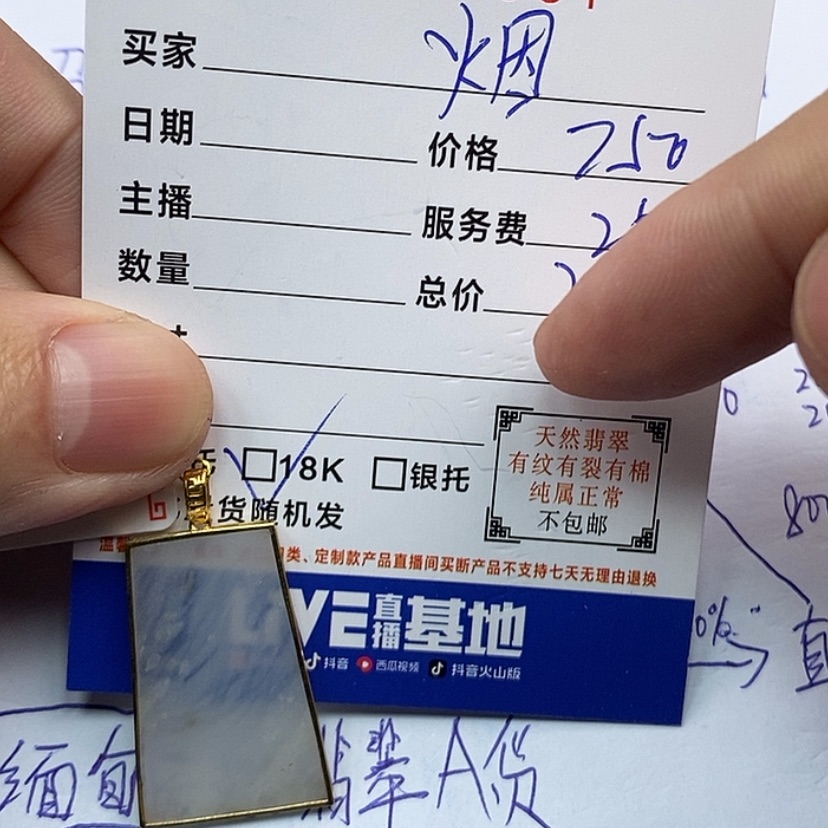 买家 烟
日期 价格 750
主播 服务费
数量 总价
18K 银托
货随机发
天然翡翠
有纹有裂有棉
纯属正常
不包邮
类、定制款产品直播间买断产品不支持七天无理由退换
LIVE 直播 基地
抖音 西瓜视频 抖音火山版
缅甸 翡翠A货